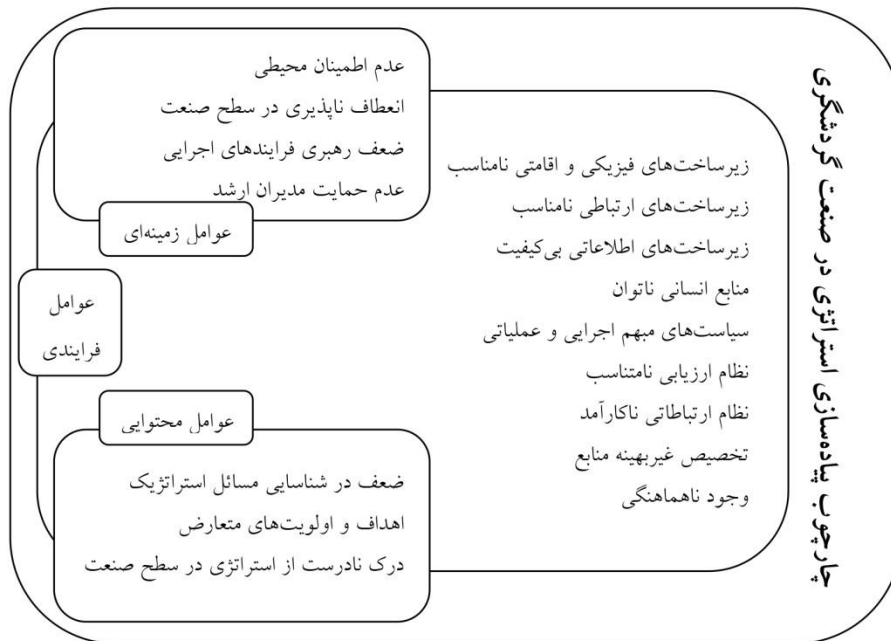 چارچوب پیاده‌سازی استراتژی در صنعت گردشگری
زیرساخت‌های فیزیکی و اقامتی نامناسب
زیرساخت‌های ارتباطی نامناسب
زیرساخت‌های اطلاعاتی بی‌کیفیت
منابع انسانی ناتوان
سیاست‌های مبهم اجرایی و عملیاتی
نظام ارزیابی نامتناسب
نظام ارتباطاتی ناکارآمد
تخصیص غیربهینه منابع
وجود ناهماهنگی
عدم اطمینان محیطی
انعطاف ناپذیری در سطح صنعت
ضعف رهبری فرایندهای اجرایی
عدم حمایت مدیران ارشد
عوامل زمینه‌ای
عوامل
فرایندی
عوامل محتوایی
ضعف در شناسایی مسائل استراتژیک
اهداف و اولویت‌های متعارض
درک نادرست از استراتژی در سطح صنعت